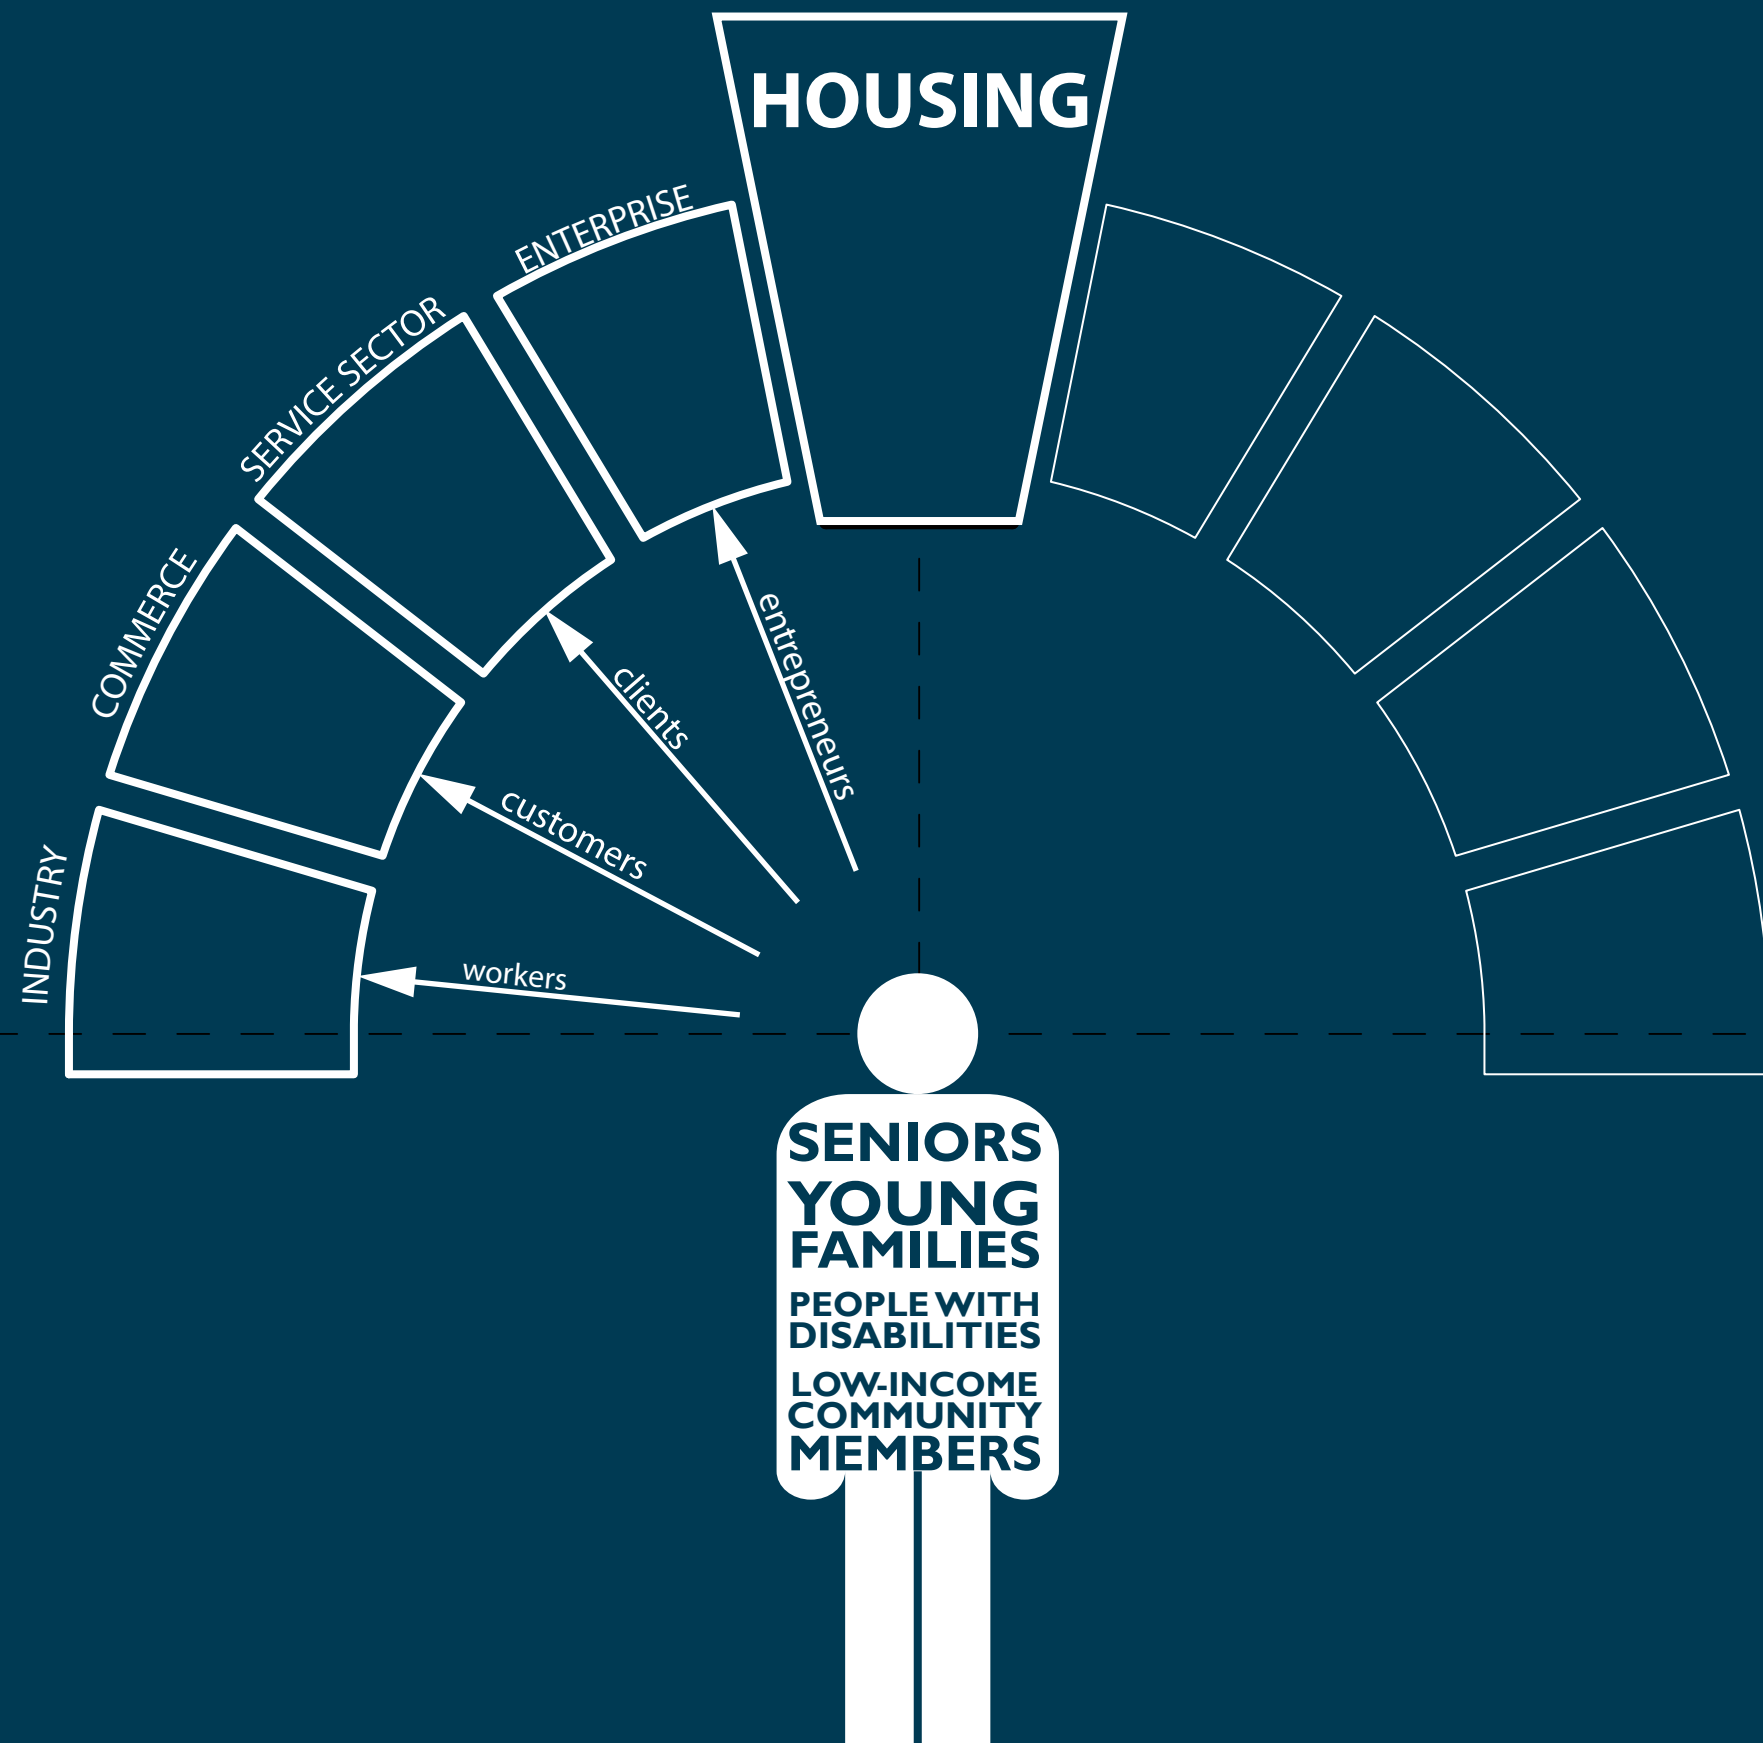 HOUSING
ENTERPRISE
SERVICE SECTOR
COMMERCE
INDUSTRY
entrepreneurs
clients
customers
workers
SENIORS
YOUNG
FAMILIES
PEOPLE WITH
DISABILITIES
LOW-INCOME
COMMUNITY
MEMBERS